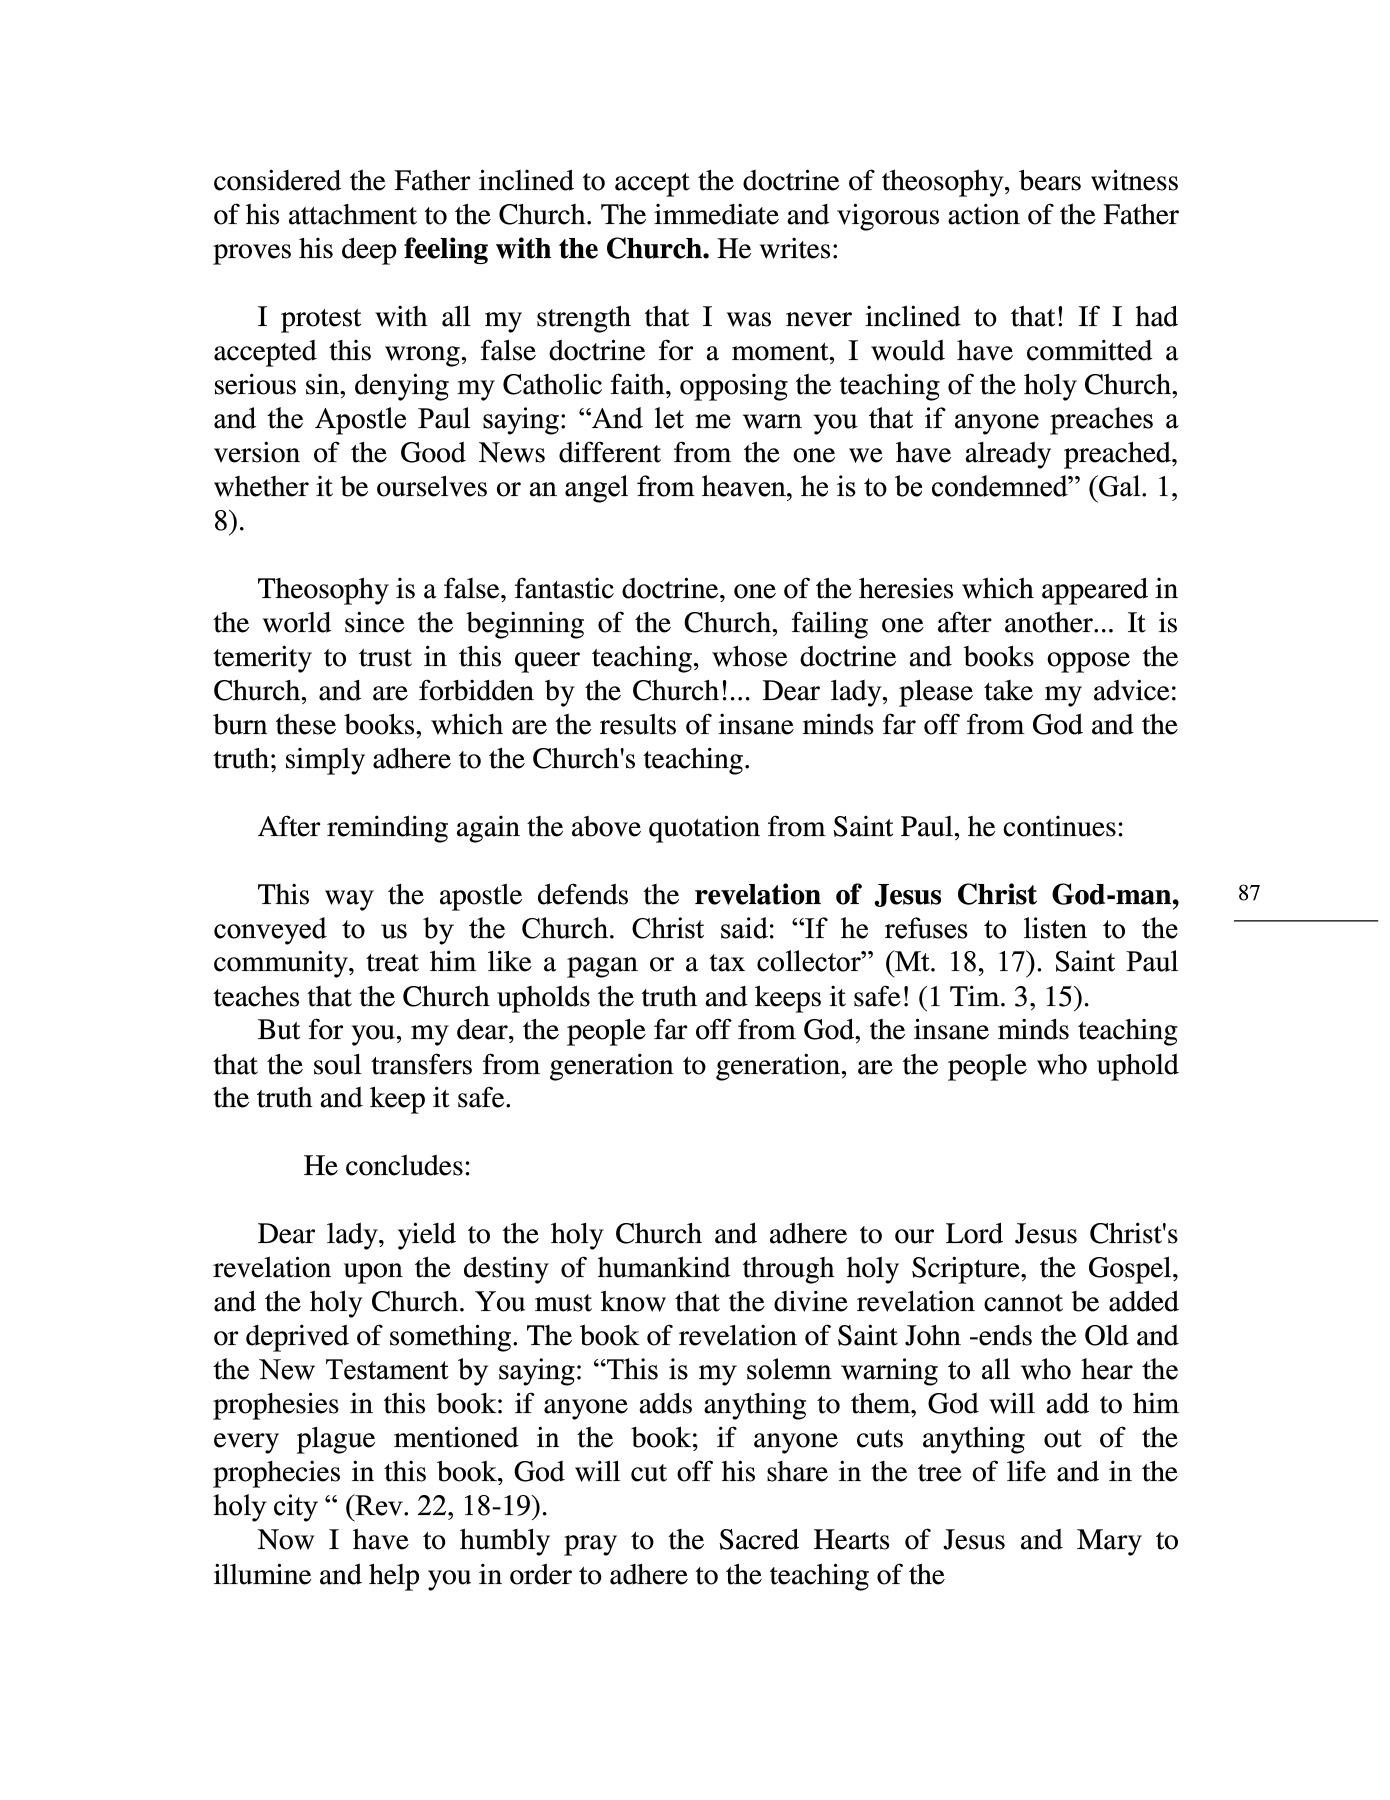 considered the Father inclined to accept the doctrine of theosophy, bears witness
of his attachment to the Church. The immediate and vigorous action of the Father
proves his deep feeling with the Church. He writes:
I protest with all my strength that I was never inclined to that! If I had
accepted this wrong, false doctrine for a moment, I would have committed a
serious sin, denying my Catholic faith, opposing the teaching of the holy Church,
and the Apostle Paul saying: “And let me warn you that if anyone preaches a
version of the Good News different from the one we have already preached,
whether it be ourselves or an angel from heaven, he is to be condemned” (Gal. 1,
8).
Theosophy is a false, fantastic doctrine, one of the heresies which appeared in
the world since the beginning of the Church, failing one after another... It is
temerity to trust in this queer teaching, whose doctrine and books oppose the
Church, and are forbidden by the Church!... Dear lady, please take my advice:
burn these books, which are the results of insane minds far off from God and the
truth; simply adhere to the Church's teaching.
After reminding again the above quotation from Saint Paul, he continues:
This way the apostle defends the revelation of Jesus Christ God-man,
conveyed to us by the Church. Christ said: “If he refuses to listen to the
community, treat him like a pagan or a tax collector” (Mt. 18, 17). Saint Paul
teaches that the Church upholds the truth and keeps it safe! (1 Tim. 3, 15).
But for you, my dear, the people far off from God, the insane minds teaching
that the soul transfers from generation to generation, are the people who uphold
the truth and keep it safe.
He concludes:
Dear lady, yield to the holy Church and adhere to our Lord Jesus Christ's
revelation upon the destiny of humankind through holy Scripture, the Gospel,
and the holy Church. You must know that the divine revelation cannot be added
or deprived of something. The book of revelation of Saint John -ends the Old and
the New Testament by saying: “This is my solemn warning to all who hear the
prophesies in this book: if anyone adds anything to them, God will add to him
every plague mentioned in the book; if anyone cuts anything out of the
prophecies in this book, God will cut off his share in the tree of life and in the
holy city “ (Rev. 22, 18-19).
Now I have to humbly pray to the Sacred Hearts of Jesus and Mary to
illumine and help you in order to adhere to the teaching of the
87